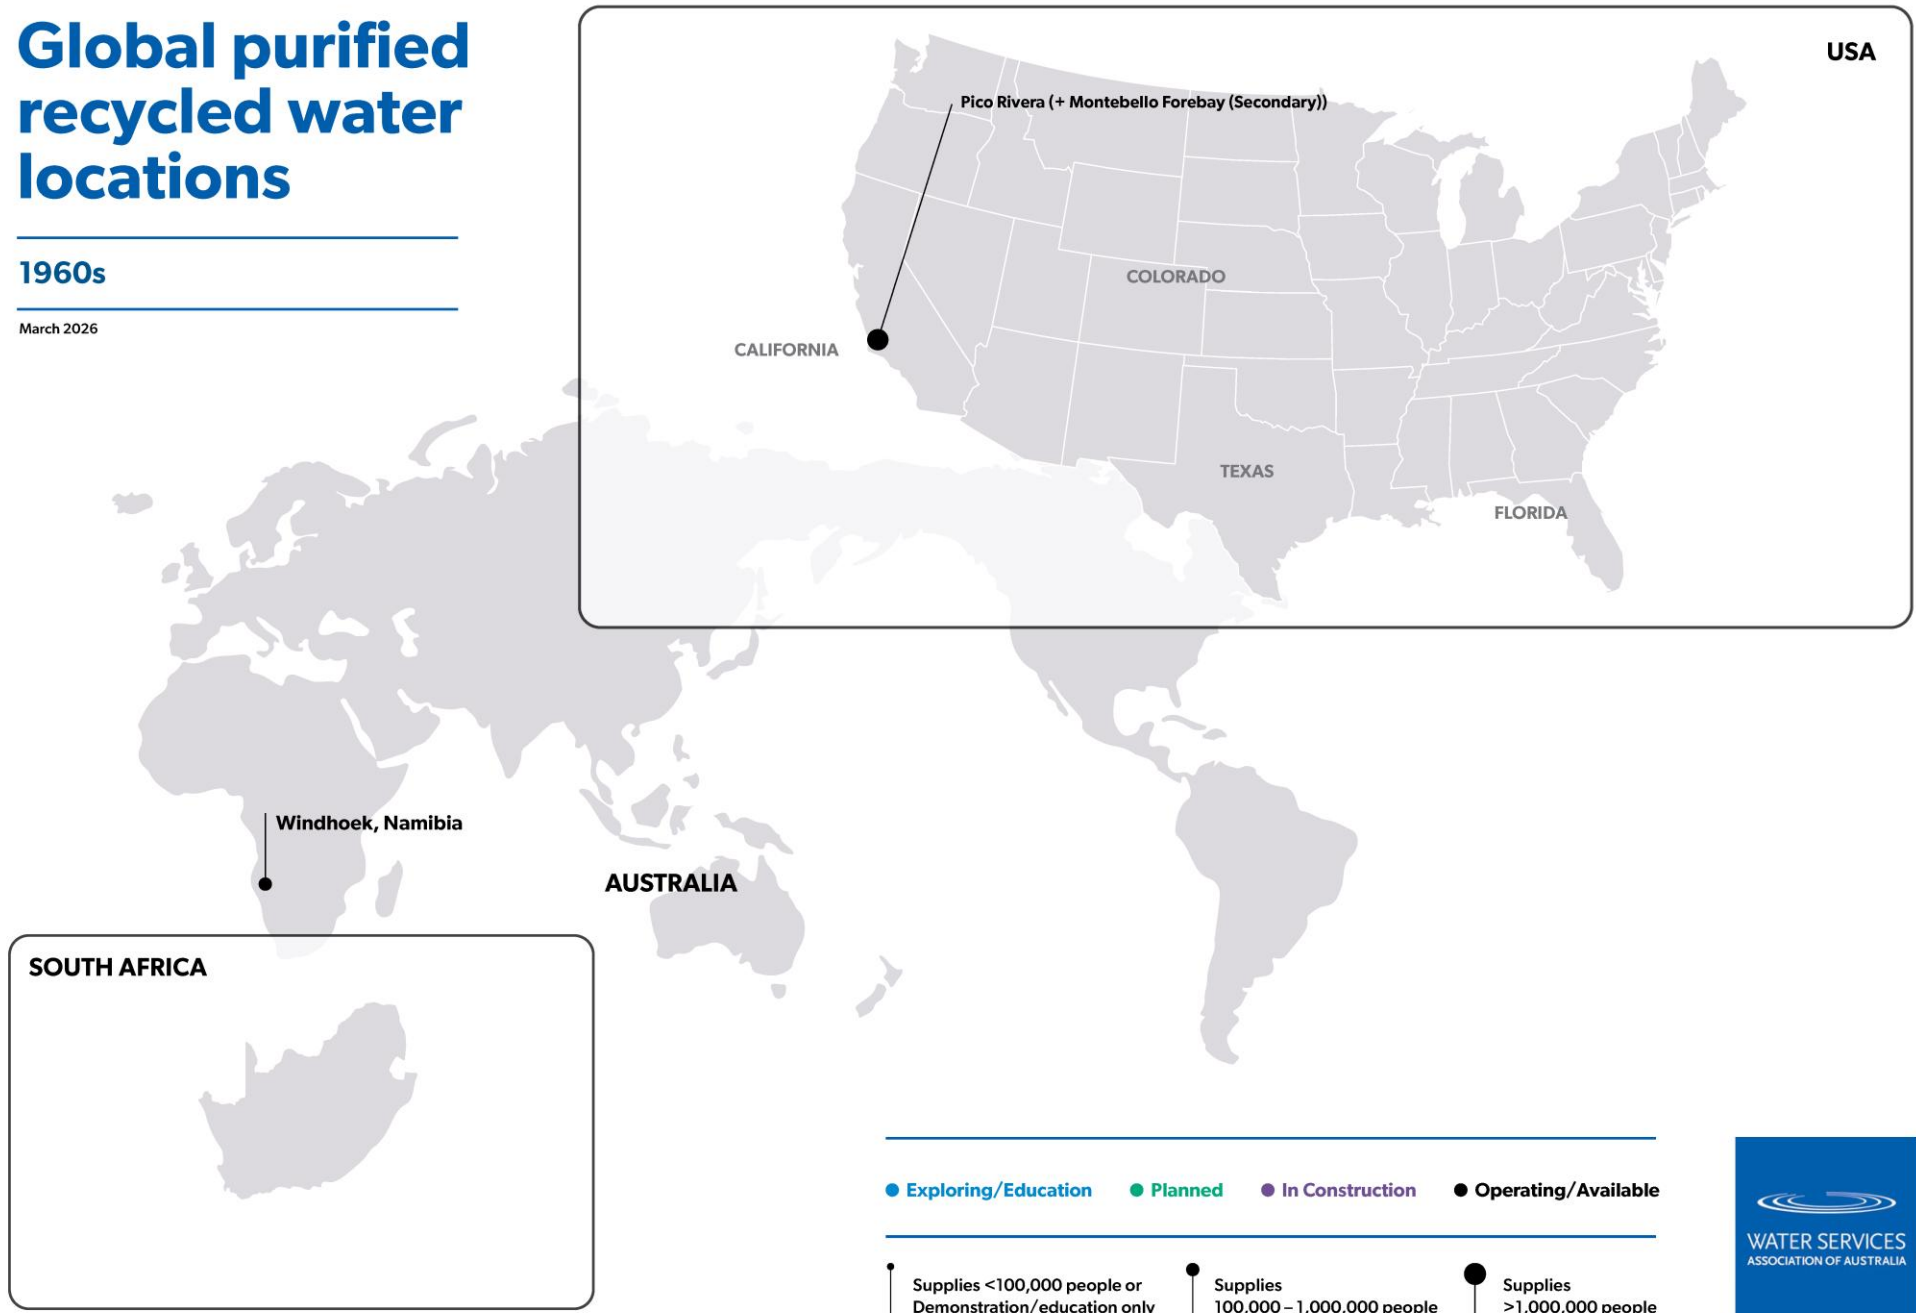 Global purified
recycled water
locations
1960s
March 2026
USA
Pico Rivera (+ Montebello Forebay (Secondary))
COLORADO
CALIFORNIA
TEXAS
FLORIDA
Windhoek, Namibia
AUSTRALIA
SOUTH AFRICA
Exploring/Education
Planned
In Construction
Operating/Available
Supplies <100,000 people or
Demonstration/education only
Supplies
100,000 – 1,000,000 people
Supplies
>1,000,000 people
WATER SERVICES
ASSOCIATION OF AUSTRALIA